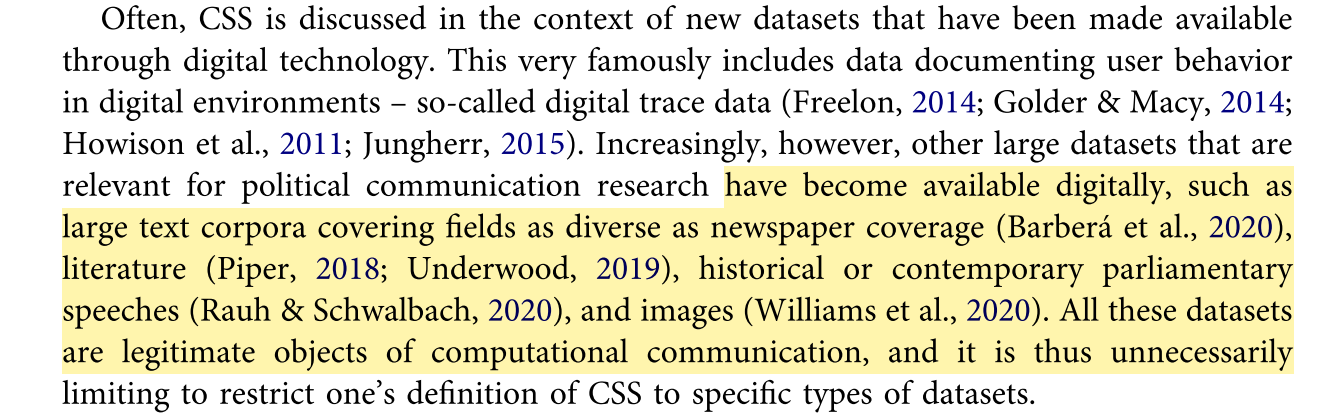 Often, CSS is discussed in the context of new datasets that have been made available
through digital technology. This very famously includes data documenting user behavior
in digital environments – so-called digital trace data (Freelon, 2014; Golder & Macy, 2014;
Howison et al., 2011; Jungherr, 2015). Increasingly, however, other large datasets that are
relevant for political communication research have become available digitally, such as
large text corpora covering fields as diverse as newspaper coverage (Barberá et al., 2020),
literature (Piper, 2018; Underwood, 2019), historical or contemporary parliamentary
speeches (Rauh & Schwalbach, 2020), and images (Williams et al., 2020). All these datasets
are legitimate objects of computational communication, and it is thus unnecessarily
limiting to restrict one’s definition of CSS to specific types of datasets.